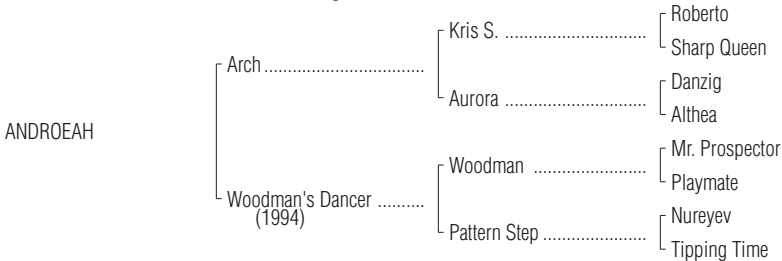 Roberto
Kris S. ..............................
Sharp Queen
Arch ..................................
Danzig
Aurora ..............................
Althea
ANDROEAH
Mr. Prospector
Woodman ........................
Playmate
Woodman's Dancer ..........
(1994)
Nureyev
Pattern Step ......................
Tipping Time